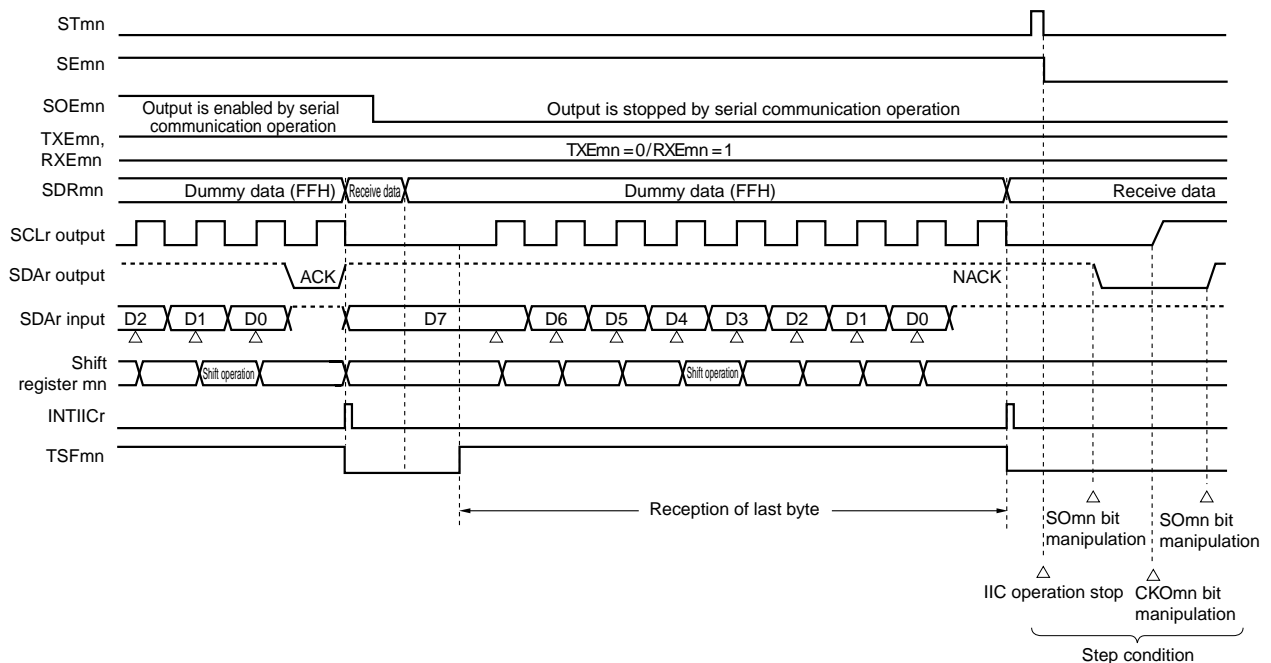 STmn
SEmn
SOEmn
Output is enabled by serial
communication operation
Output is stopped by serial communication operation
TXEmn,
RXEmn
TXEmn = 0/RXEmn = 1
SDRmn
Dummy data (FFH)
Receive data
Dummy data (FFH)
Receive data
SCLr output
SDAr output
ACK
NACK
SDAr input
D2 D1 D0 D7 D6 D5 D4 D3 D2 D1 D0
Shift
register mn
Shift operation
Shift operation
INTIICr
TSFmn
Reception of last byte
SOmn bit
manipulation
SOmn bit
manipulation
IIC operation stop
CKOmn bit
manipulation
Step condition